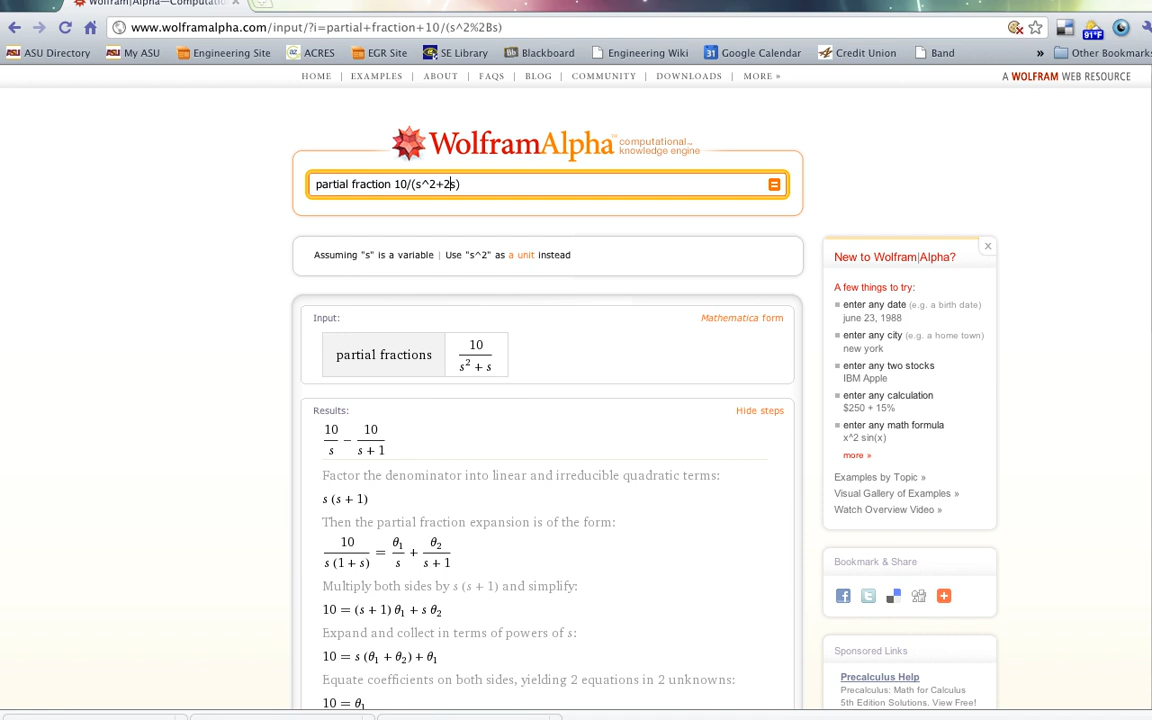 Wolfram|Alpha—Computati
www.wolframalpha.com/input/?i=partial+fraction+10/(s^2%2Bs)
91°F
ASU Directory My ASU Engineering Site ACRES EGR Site SE Library Blackboard Engineering Wiki 31 Google Calendar Credit Union Band » Other Bookmarks
HOME | EXAMPLES | ABOUT | FAQS | BLOG | COMMUNITY | DOWNLOADS | MORE »
A WOLFRAM WEB RESOURCE
WolframAlpha™ computational™
knowledge engine
partial fraction 10/(s^2+2s)
=
Assuming "s" is a variable | Use "s^2" as a unit instead
Input:
Mathematica form
partial fractions 10/(s² + s)
Results:
Hide steps
10/s − 10/(s + 1)
Factor the denominator into linear and irreducible quadratic terms:
s (s + 1)
Then the partial fraction expansion is of the form:
10/(s (1 + s)) = θ₁/s + θ₂/(s + 1)
Multiply both sides by s (s + 1) and simplify:
10 = (s + 1) θ₁ + s θ₂
Expand and collect in terms of powers of s:
10 = s (θ₁ + θ₂) + θ₁
Equate coefficients on both sides, yielding 2 equations in 2 unknowns:
10 = θ₁
New to Wolfram|Alpha?
x
A few things to try:
enter any date (e.g. a birth date)
june 23, 1988
enter any city (e.g. a home town)
new york
enter any two stocks
IBM Apple
enter any calculation
$250 + 15%
enter any math formula
x^2 sin(x)
more »
Examples by Topic »
Visual Gallery of Examples »
Watch Overview Video »
Bookmark & Share
Sponsored Links
Precalculus Help
Precalculus: Math for Calculus
5th Edition Solutions. View Free!